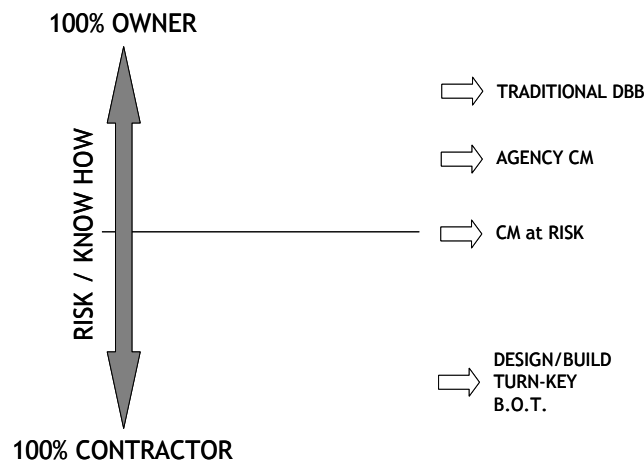 100% OWNER
TRADITIONAL DBB
AGENCY CM
RISK / KNOW HOW
CM at RISK
DESIGN/BUILD
TURN-KEY
B.O.T.
100% CONTRACTOR